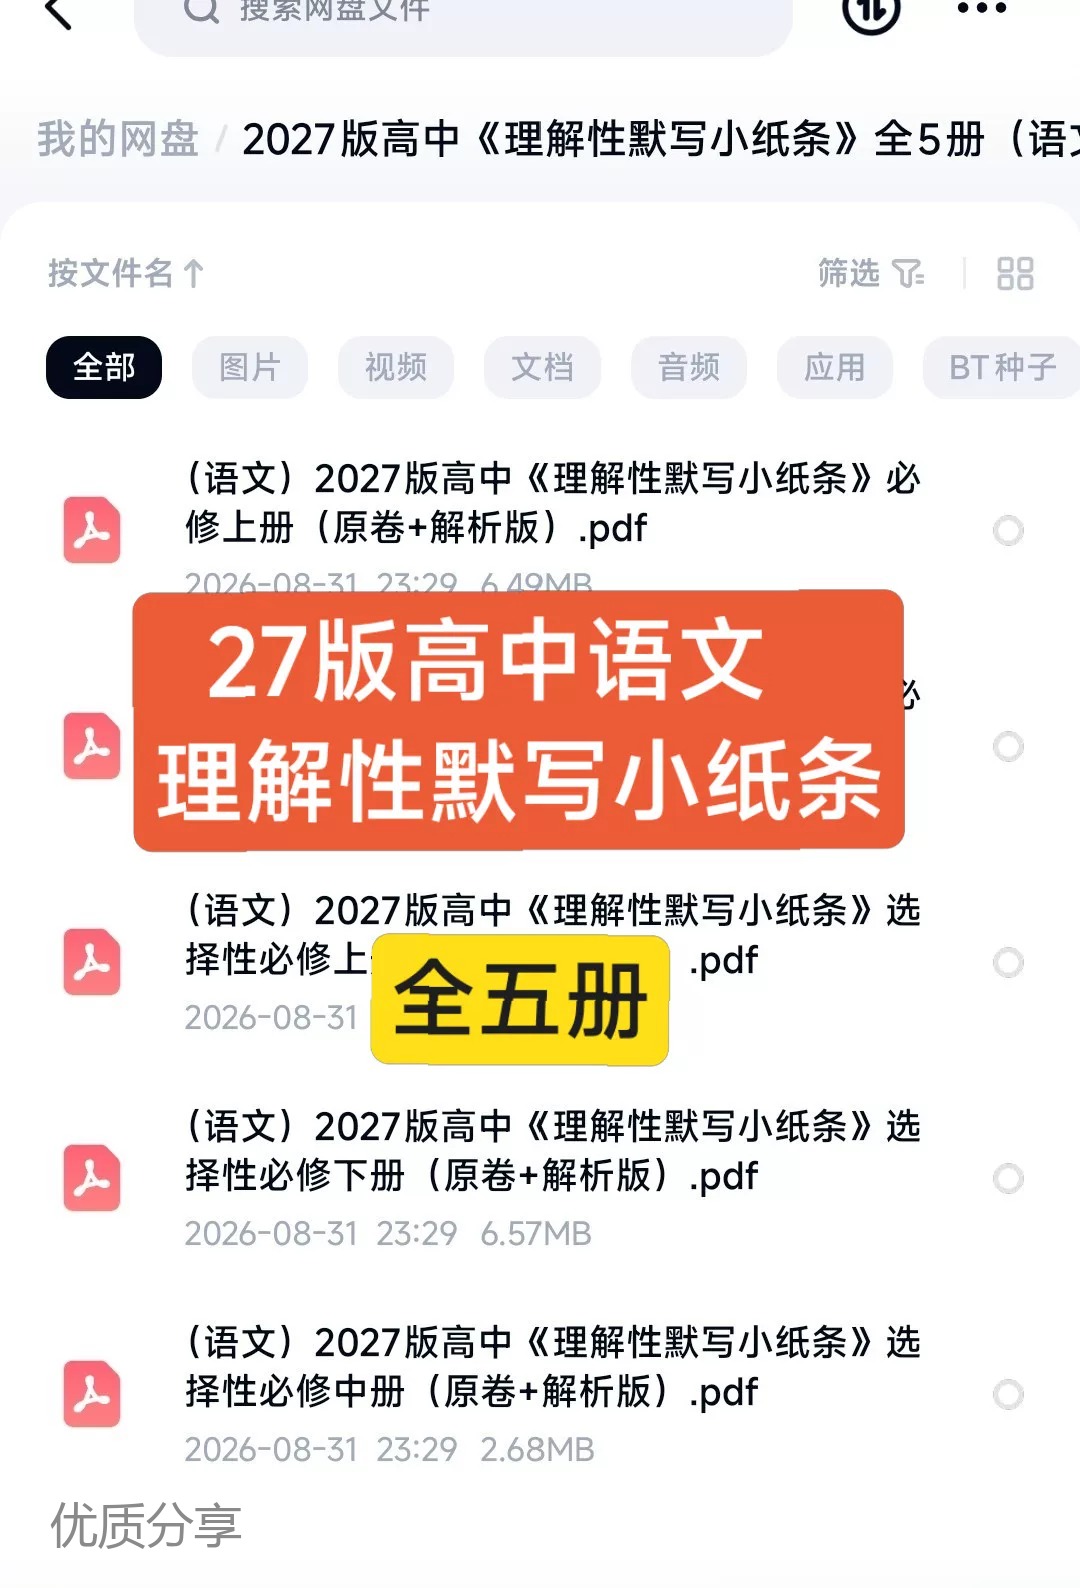 搜索网盘文件
我的网盘 / 2027版高中《理解性默写小纸条》全5册（语文
按文件名↑
筛选
全部
图片
视频
文档
音频
应用
BT种子
（语文）2027版高中《理解性默写小纸条》必
修上册（原卷+解析版）.pdf
2026-08-31 23:29 6.49MB
27版高中语文
理解性默写小纸条
必
（语文）2027版高中《理解性默写小纸条》选
择性必修上
.pdf
全五册
2026-08-31
（语文）2027版高中《理解性默写小纸条》选
择性必修下册（原卷+解析版）.pdf
2026-08-31 23:29 6.57MB
（语文）2027版高中《理解性默写小纸条》选
择性必修中册（原卷+解析版）.pdf
2026-08-31 23:29 2.68MB
优质分享